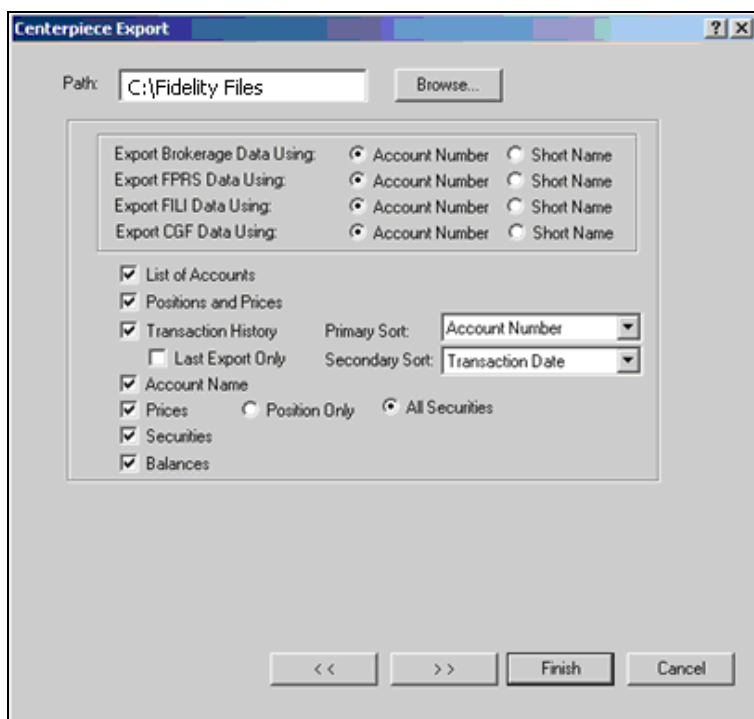 Centerpiece Export
Path: C:\Fidelity Files Browse...
Export Brokerage Data Using: Account Number Short Name
Export FPRS Data Using: Account Number Short Name
Export FILI Data Using: Account Number Short Name
Export CGF Data Using: Account Number Short Name
List of Accounts
Positions and Prices
Transaction History Primary Sort: Account Number
Last Export Only Secondary Sort: Transaction Date
Account Name
Prices Position Only All Securities
Securities
Balances
<< >> Finish Cancel